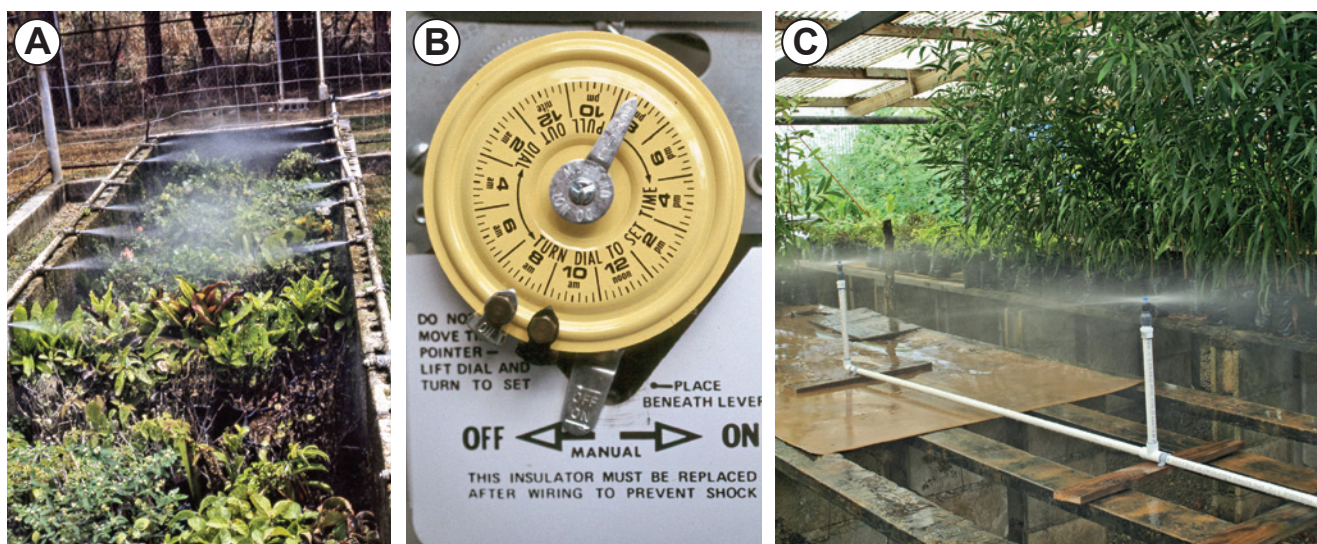 A
B
C
PULL OUT DIAL
12 nite
2 am
4 am
6 am
8 am
10 am
12 noon
2 pm
4 pm
6 pm
8 pm
10 pm
TURN DIAL TO SET TIME
DO NO
MOVE T
POINTER—
LIFT DIAL AND
TURN TO SET
OFF
ON
PLACE
BENEATH LEVER
OFF ON
MANUAL
THIS INSULATOR MUST BE REPLACED
AFTER WIRING TO PREVENT SHOCK